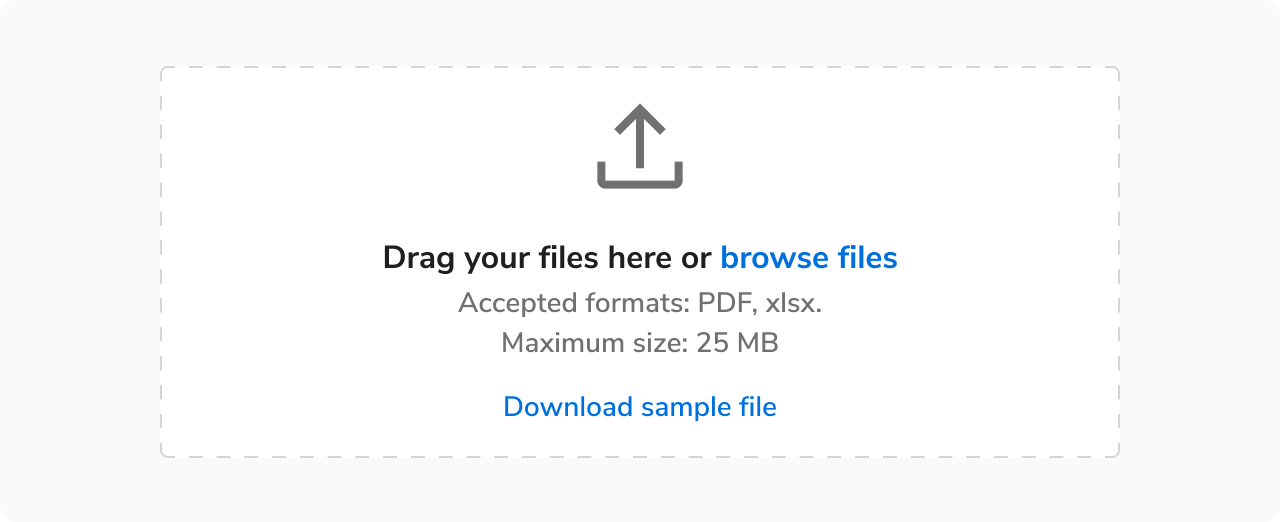 Drag your files here or browse files
Accepted formats: PDF, xlsx.
Maximum size: 25 MB
Download sample file